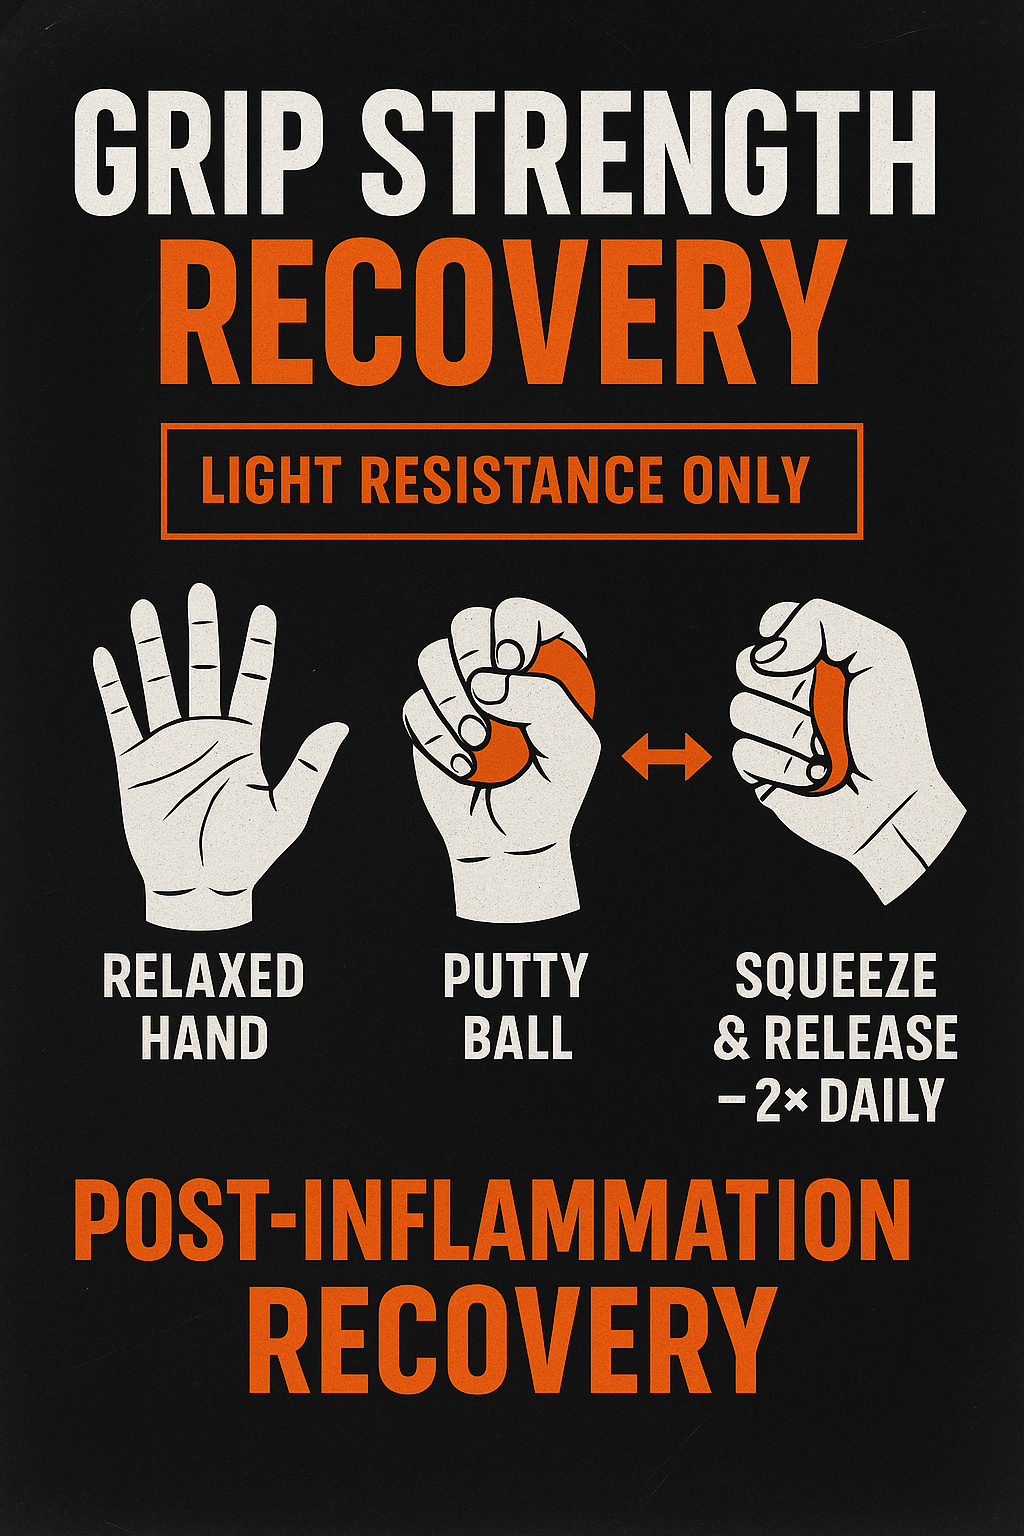 GRIP STRENGTH
RECOVERY
LIGHT RESISTANCE ONLY
RELAXED
HAND
PUTTY
BALL
SQUEEZE
& RELEASE
– 2× DAILY
POST-INFLAMMATION
RECOVERY